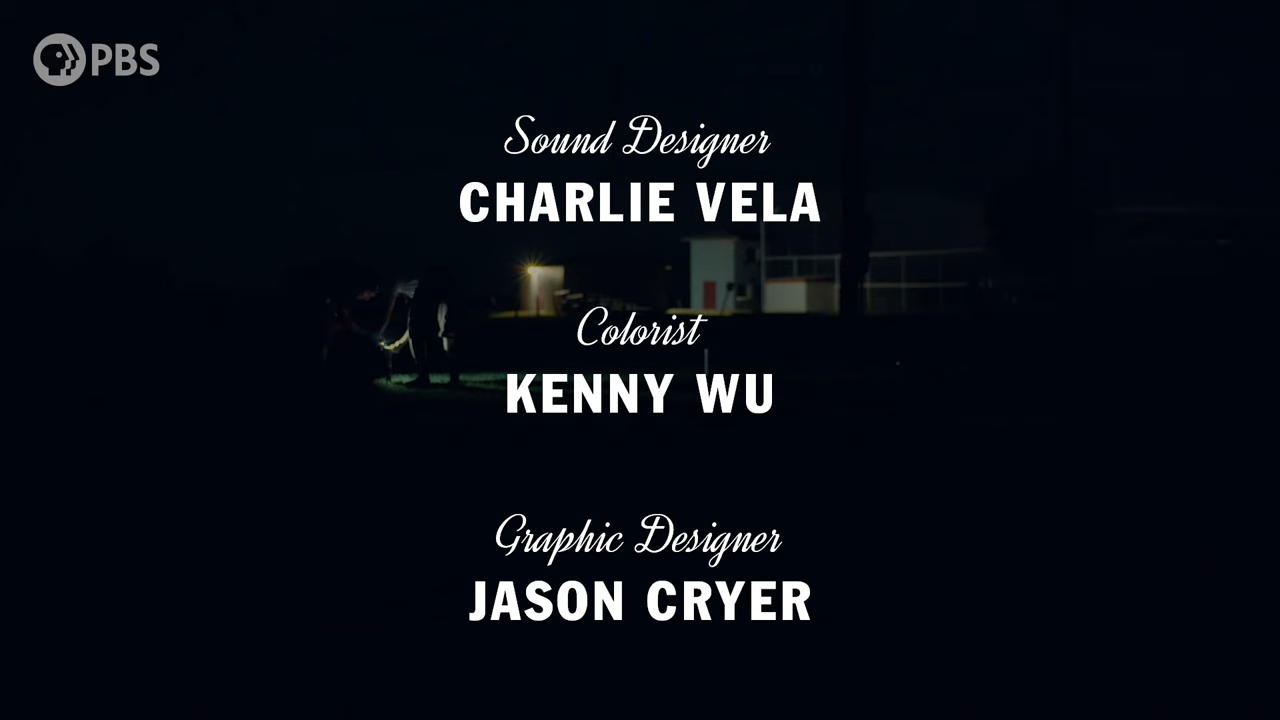 PBS
Sound Designer
CHARLIE VELA
Colorist
KENNY WU
Graphic Designer
JASON CRYER